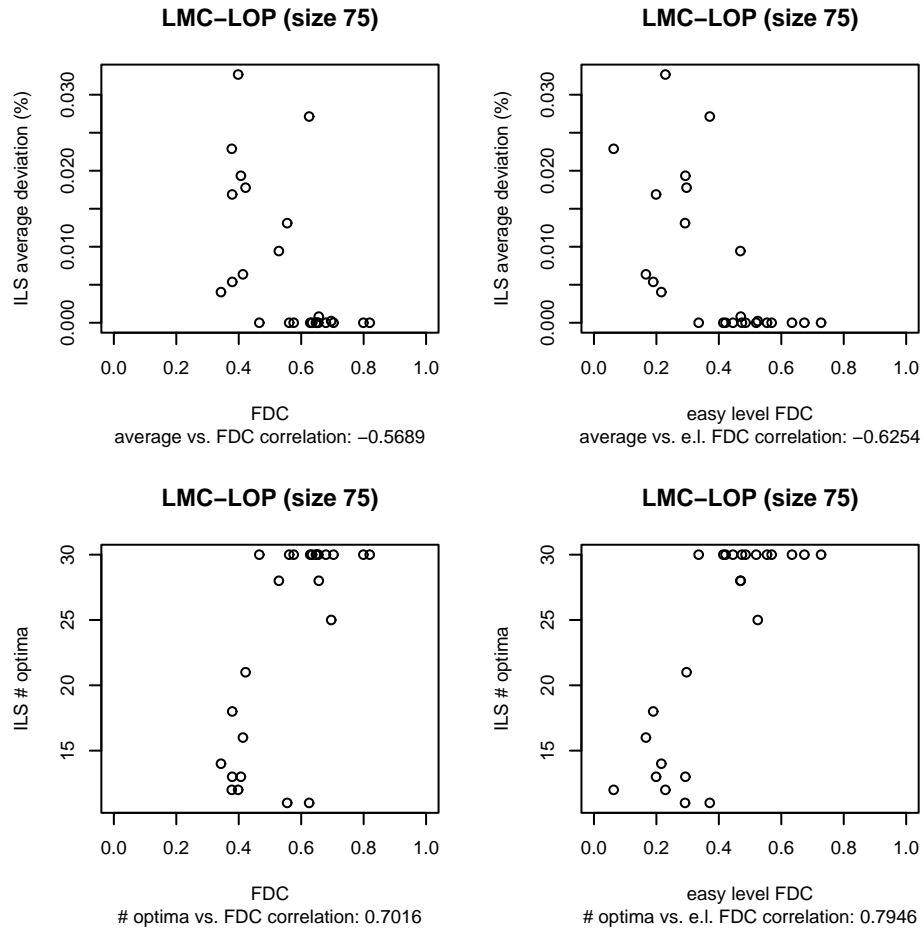 LMC−LOP (size 75)
ILS average deviation (%)
0.030
0.020
0.010
0.000
0.0 0.2 0.4 0.6 0.8 1.0
FDC
average vs. FDC correlation: −0.5689
LMC−LOP (size 75)
ILS average deviation (%)
0.030
0.020
0.010
0.000
0.0 0.2 0.4 0.6 0.8 1.0
easy level FDC
average vs. e.l. FDC correlation: −0.6254
LMC−LOP (size 75)
ILS # optima
30
25
20
15
0.0 0.2 0.4 0.6 0.8 1.0
FDC
# optima vs. FDC correlation: 0.7016
LMC−LOP (size 75)
ILS # optima
30
25
20
15
0.0 0.2 0.4 0.6 0.8 1.0
easy level FDC
# optima vs. e.l. FDC correlation: 0.7946